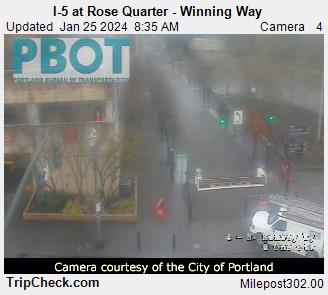 I-5 at Rose Quarter - Winning Way
Updated Jan 25 2024 8:35 AM Camera 4
PBOT
PORTLAND BUREAU OF TRANSPORTATION
Camera courtesy of the City of Portland
TripCheck.com Milepost302.00